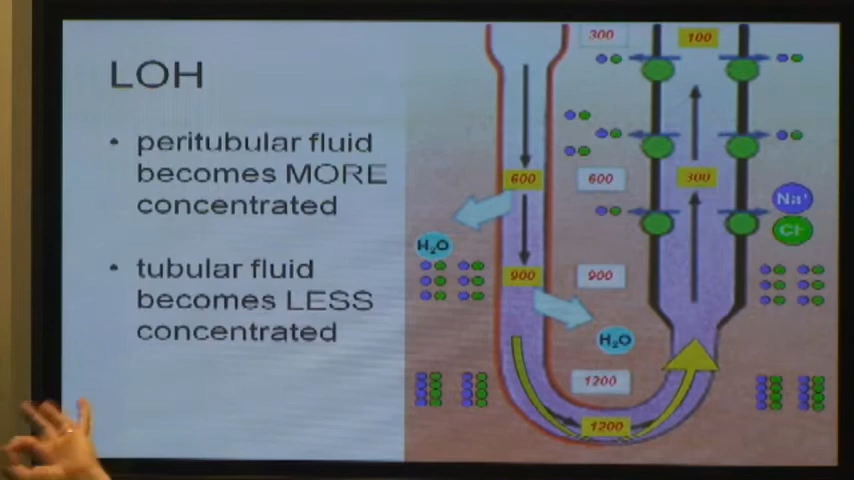 LOH
• peritubular fluid
becomes MORE
concentrated
• tubular fluid
becomes LESS
concentrated
300
100
600
600
300
Na⁺
Cl⁻
H₂O
900
900
H₂O
1200
1200